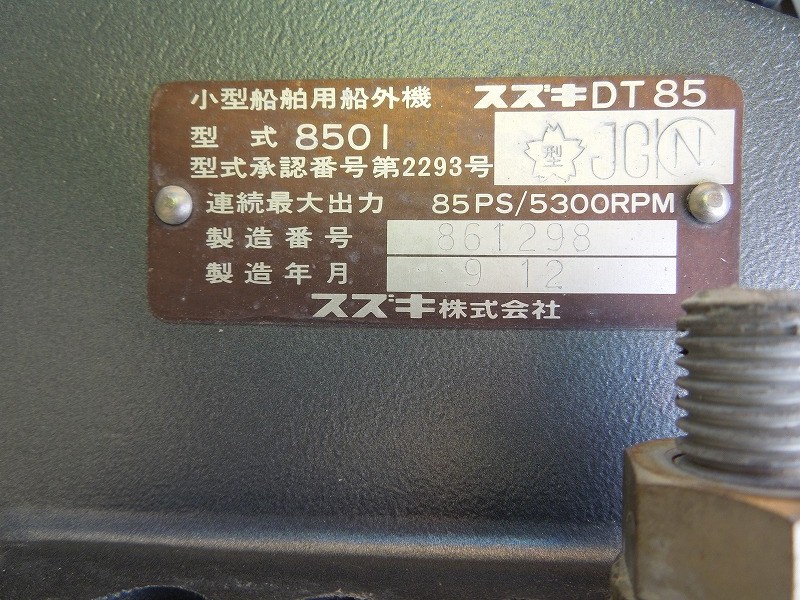 小型船舶用船外機 スズキDT85
型式 8501
型 JCI N
型式承認番号第2293号
連続最大出力 85PS/5300RPM
製造番号 861298
製造年月 9 12
スズキ株式会社